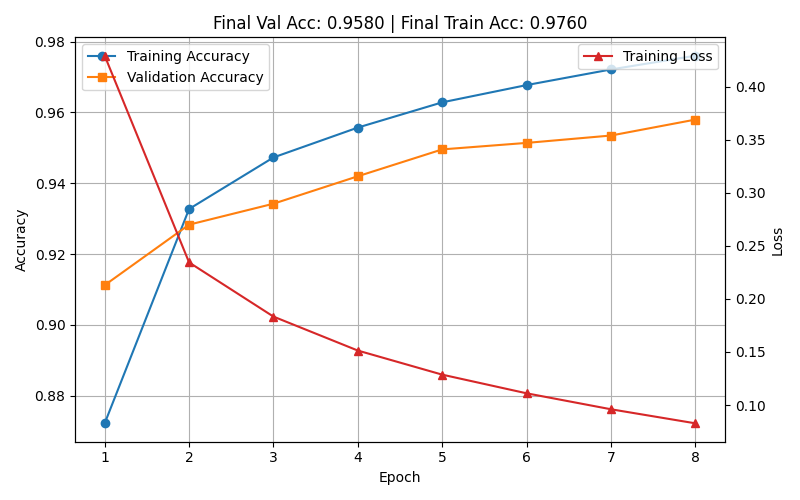 Final Val Acc: 0.9580 | Final Train Acc: 0.9760
Training Accuracy
Validation Accuracy
Training Loss
Accuracy
0.98
0.96
0.94
0.92
0.90
0.88
Loss
0.40
0.35
0.30
0.25
0.20
0.15
0.10
1 2 3 4 5 6 7 8
Epoch